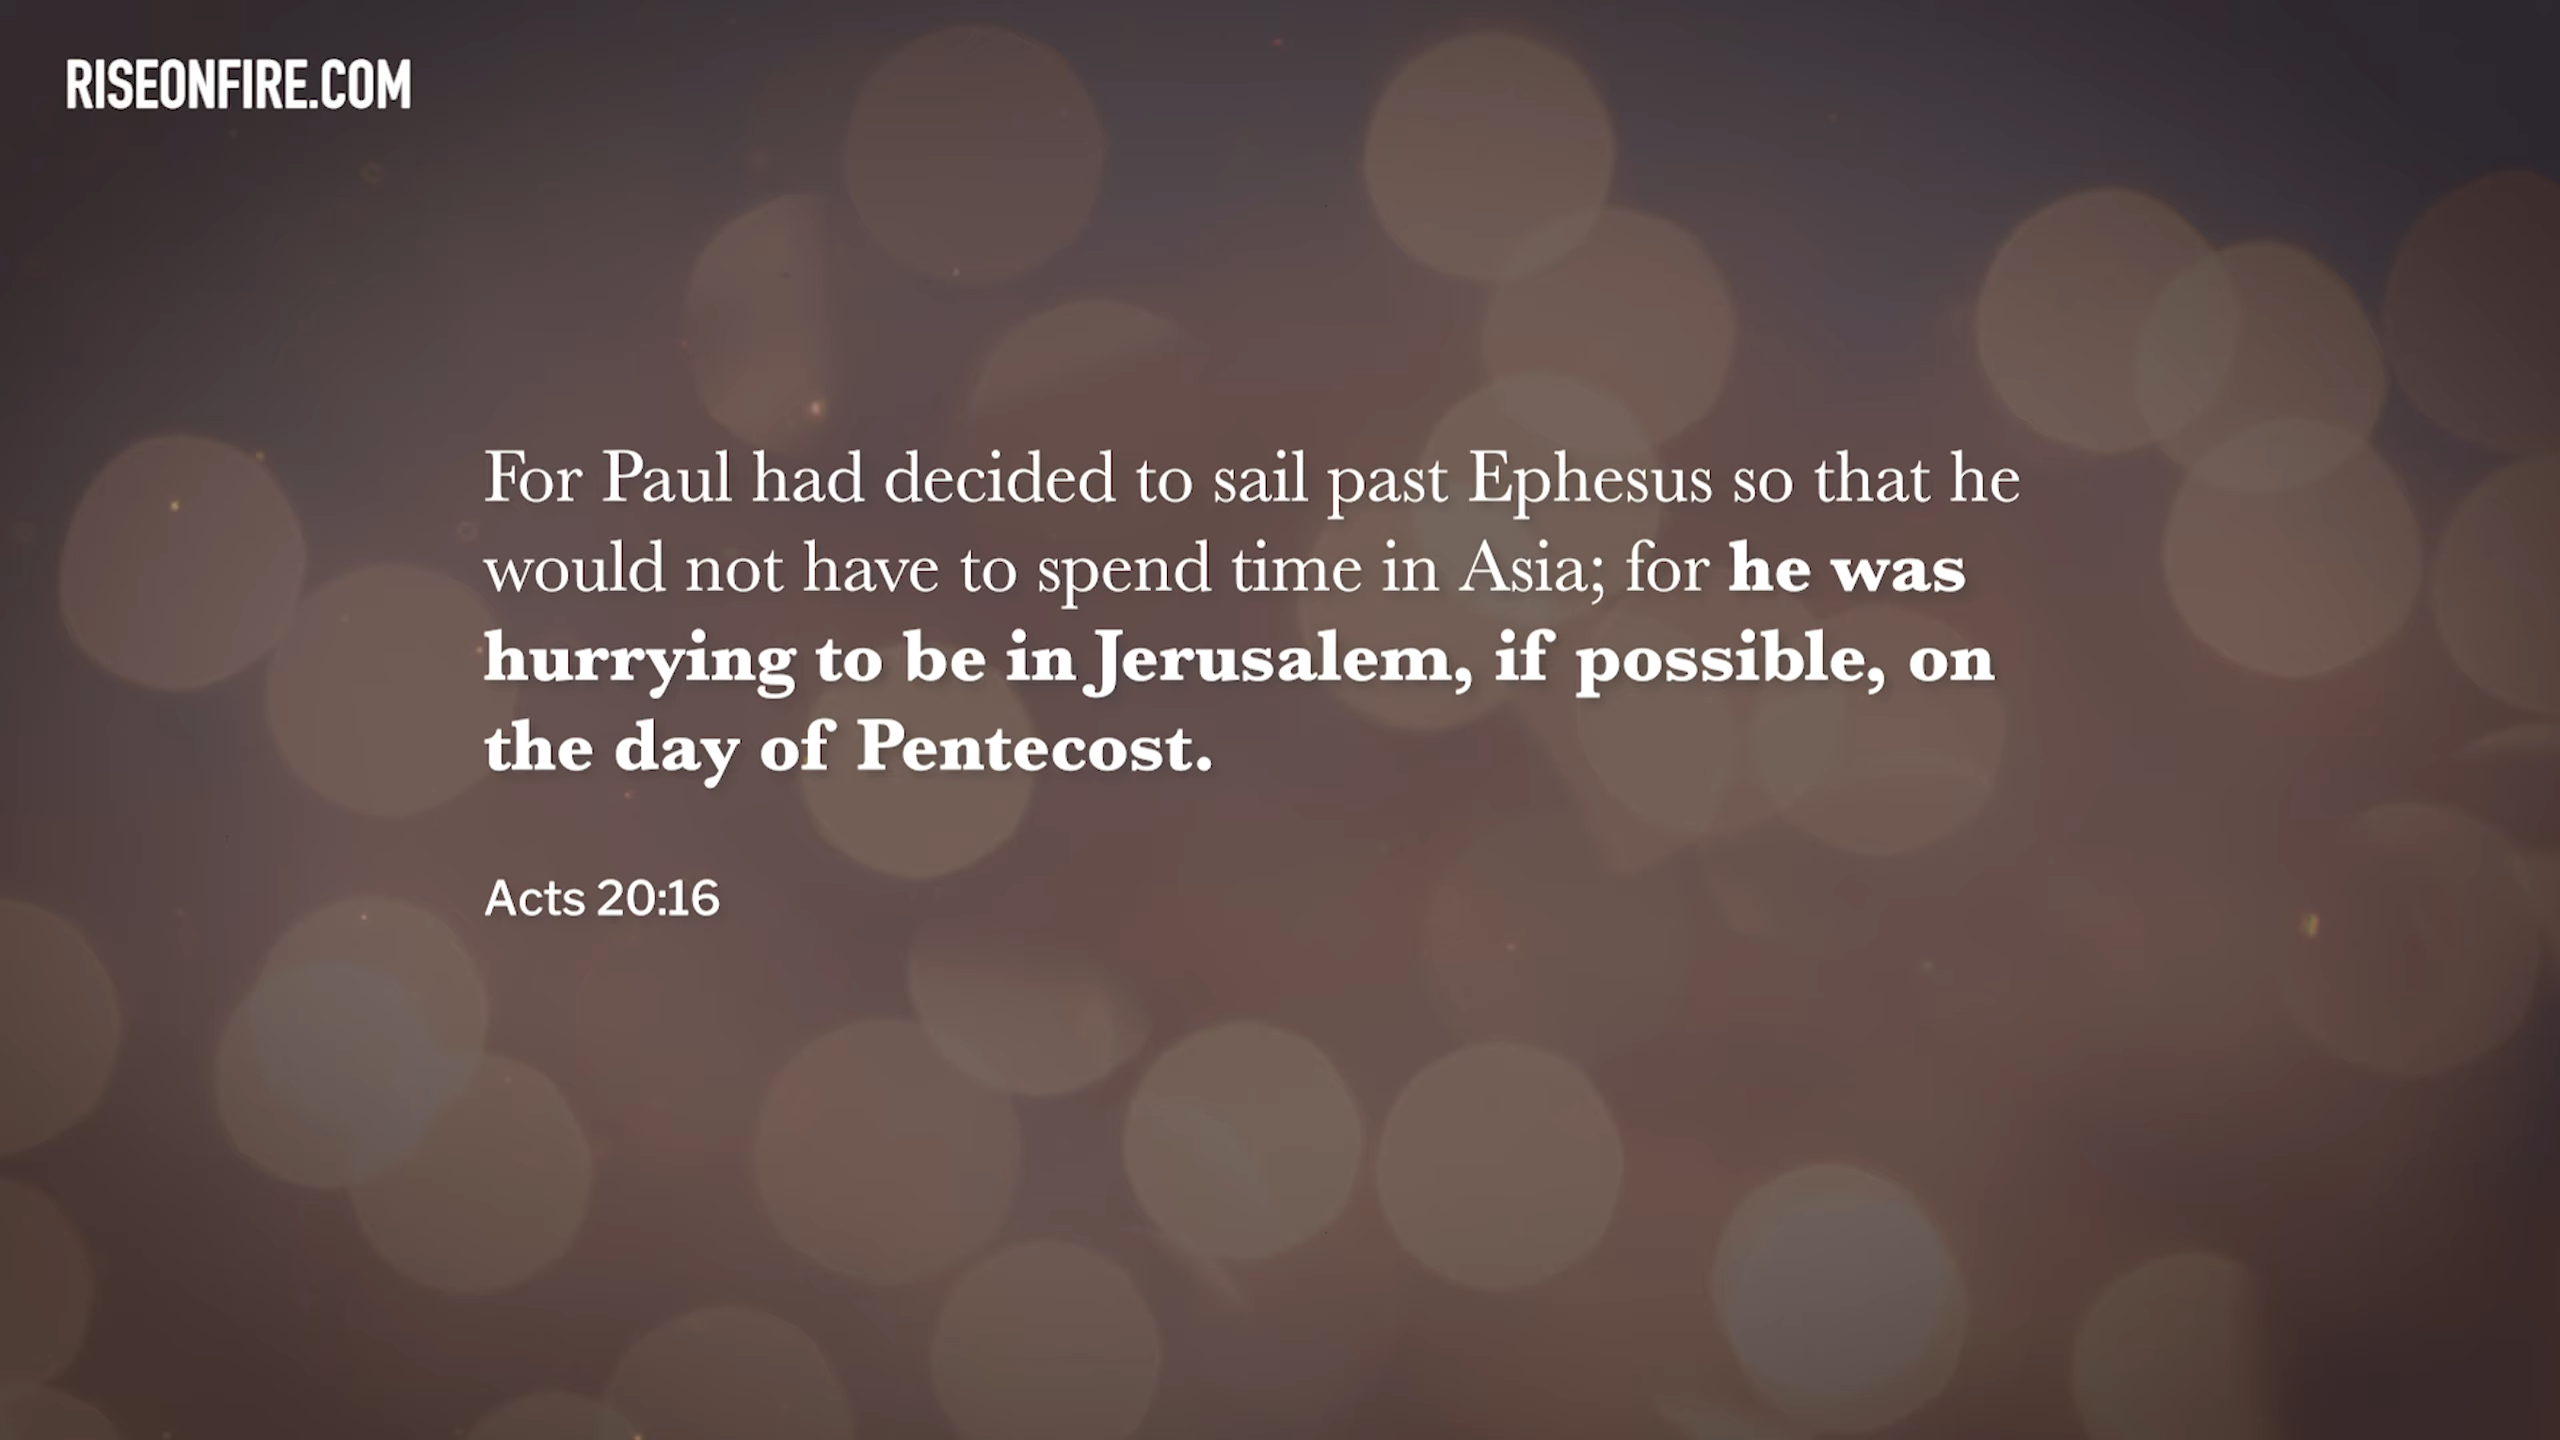 RISEONFIRE.COM
For Paul had decided to sail past Ephesus so that he
would not have to spend time in Asia; for he was
hurrying to be in Jerusalem, if possible, on
the day of Pentecost.
Acts 20:16